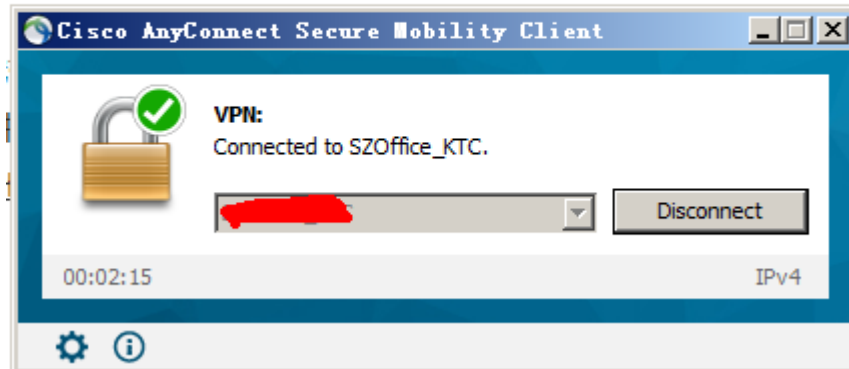 Cisco AnyConnect Secure Mobility Client
VPN:
Connected to SZOffice_KTC.
Disconnect
00:02:15
IPv4